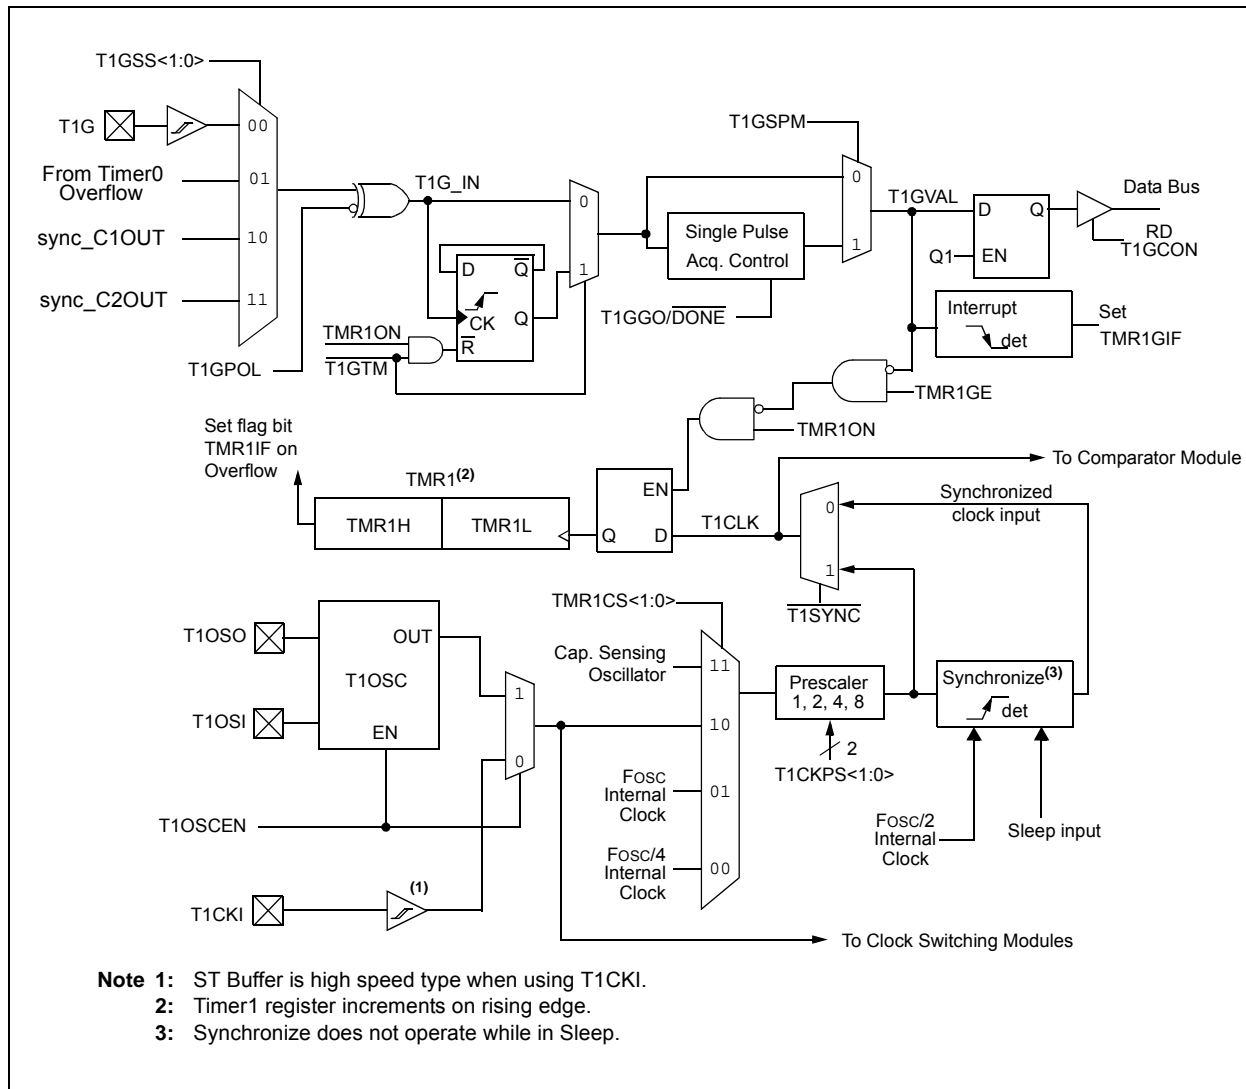 T1GSS<1:0>
T1G
00
From Timer0
Overflow
01
sync_C1OUT
10
sync_C2OUT
11
T1GPOL
T1G_IN
0
1
D
Q
CK
Q
R
TMR1ON
T1GTM
T1GSPM
Single Pulse
Acq. Control
T1GGO/DONE
0
1
T1GVAL
D
Q
Q1
EN
Data Bus
RD
T1GCON
Interrupt
det
Set
TMR1GIF
TMR1GE
TMR1ON
Set flag bit
TMR1IF on
Overflow
TMR1(2)
TMR1H
TMR1L
EN
Q
D
T1CLK
To Comparator Module
0
1
Synchronized
clock input
T1SYNC
T1OSO
T1OSI
OUT
T1OSC
EN
T1OSCEN
T1CKI
(1)
1
0
TMR1CS<1:0>
Cap. Sensing
Oscillator
11
10
FOSC
Internal
Clock
01
FOSC/4
Internal
Clock
00
Prescaler
1, 2, 4, 8
2
T1CKPS<1:0>
Synchronize(3)
det
FOSC/2
Internal
Clock
Sleep input
To Clock Switching Modules
Note 1: ST Buffer is high speed type when using T1CKI.
2: Timer1 register increments on rising edge.
3: Synchronize does not operate while in Sleep.